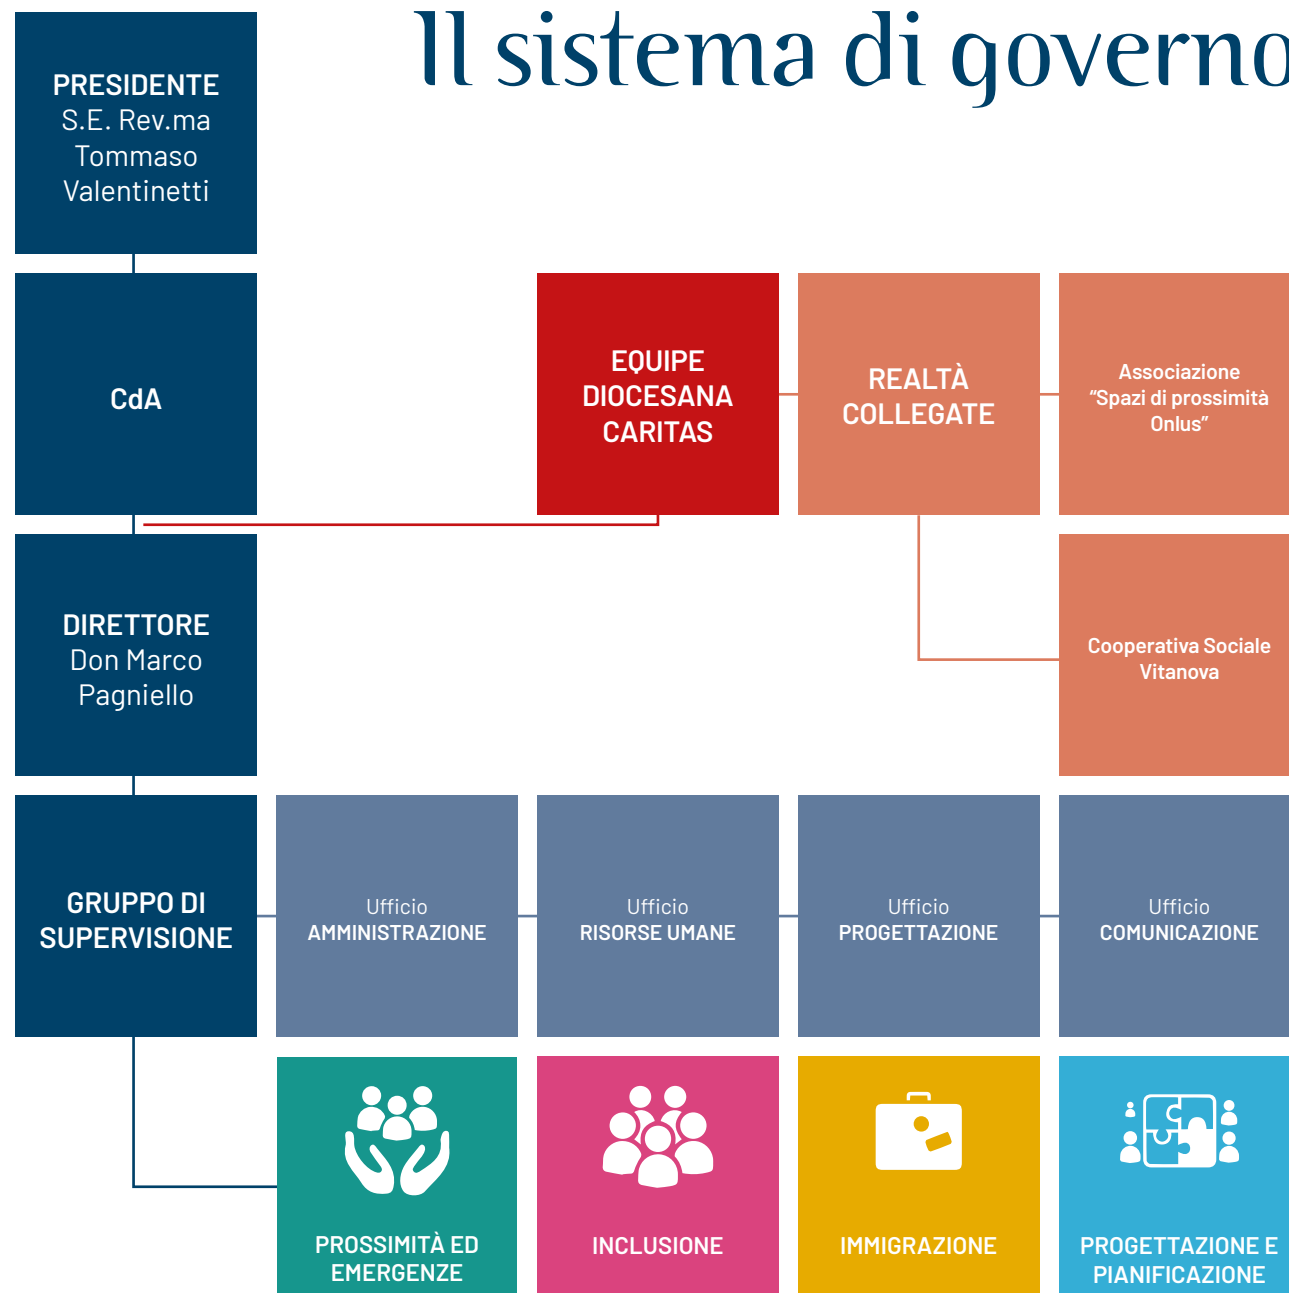 Il sistema di governo
PRESIDENTE
S.E. Rev.ma
Tommaso
Valentinetti
CdA
EQUIPE
DIOCESANA
CARITAS
REALTÀ
COLLEGATE
Associazione
“Spazi di prossimità
Onlus”
DIRETTORE
Don Marco
Pagniello
Cooperativa Sociale
Vitanova
GRUPPO DI
SUPERVISIONE
Ufficio
AMMINISTRAZIONE
Ufficio
RISORSE UMANE
Ufficio
PROGETTAZIONE
Ufficio
COMUNICAZIONE
PROSSIMITÀ ED
EMERGENZE
INCLUSIONE
IMMIGRAZIONE
PROGETTAZIONE E
PIANIFICAZIONE